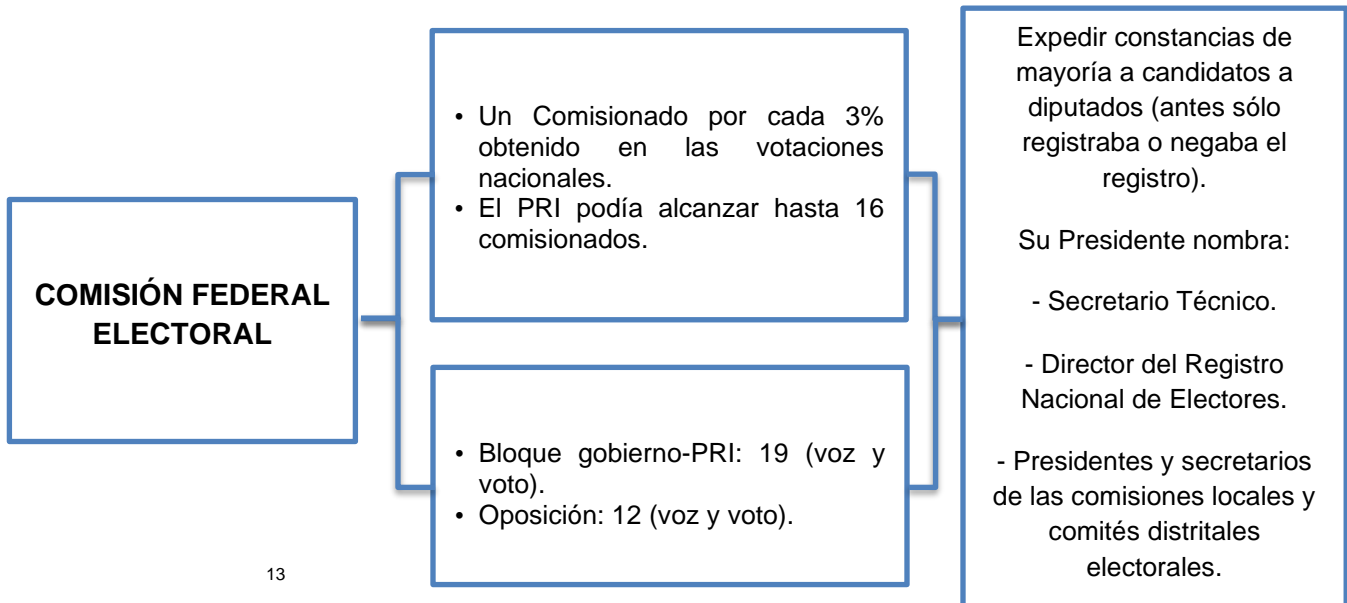 COMISIÓN FEDERAL
ELECTORAL
• Un Comisionado por cada 3%
obtenido en las votaciones
nacionales.
• El PRI podía alcanzar hasta 16
comisionados.
• Bloque gobierno-PRI: 19 (voz y
voto).
• Oposición: 12 (voz y voto).
Expedir constancias de
mayoría a candidatos a
diputados (antes sólo
registraba o negaba el
registro).
Su Presidente nombra:
- Secretario Técnico.
- Director del Registro
Nacional de Electores.
- Presidentes y secretarios
de las comisiones locales y
comités distritales
electorales.
13